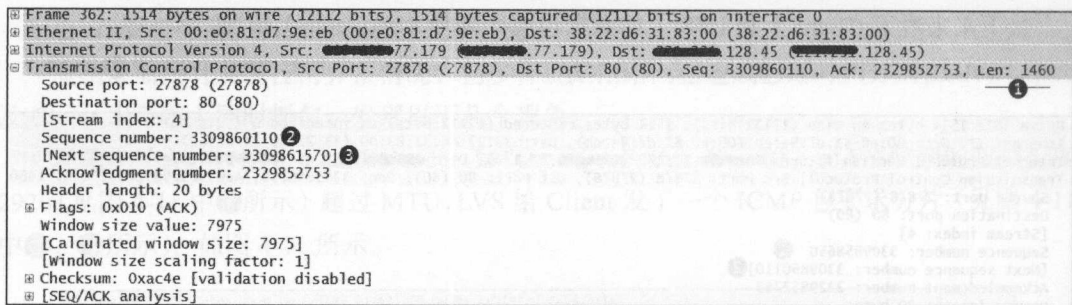 Frame 362: 1514 bytes on wire (12112 bits), 1514 bytes captured (12112 bits) on interface 0
Ethernet II, Src: 00:e0:81:d7:9e:eb (00:e0:81:d7:9e:eb), Dst: 38:22:d6:31:83:00 (38:22:d6:31:83:00)
Internet Protocol Version 4, Src: .77.179 ( .77.179), Dst: .128.45 ( .128.45)
Transmission Control Protocol, Src Port: 27878 (27878), Dst Port: 80 (80), Seq: 3309860110, Ack: 2329852753, Len: 1460
❶
Source port: 27878 (27878)
Destination port: 80 (80)
[Stream index: 4]
Sequence number: 3309860110 ❷
[Next sequence number: 3309861570] ❸
Acknowledgment number: 2329852753
Header length: 20 bytes
Flags: 0x010 (ACK)
Window size value: 7975
[Calculated window size: 7975]
[Window size scaling factor: 1]
Checksum: 0xac4e [validation disabled]
[SEQ/ACK analysis]